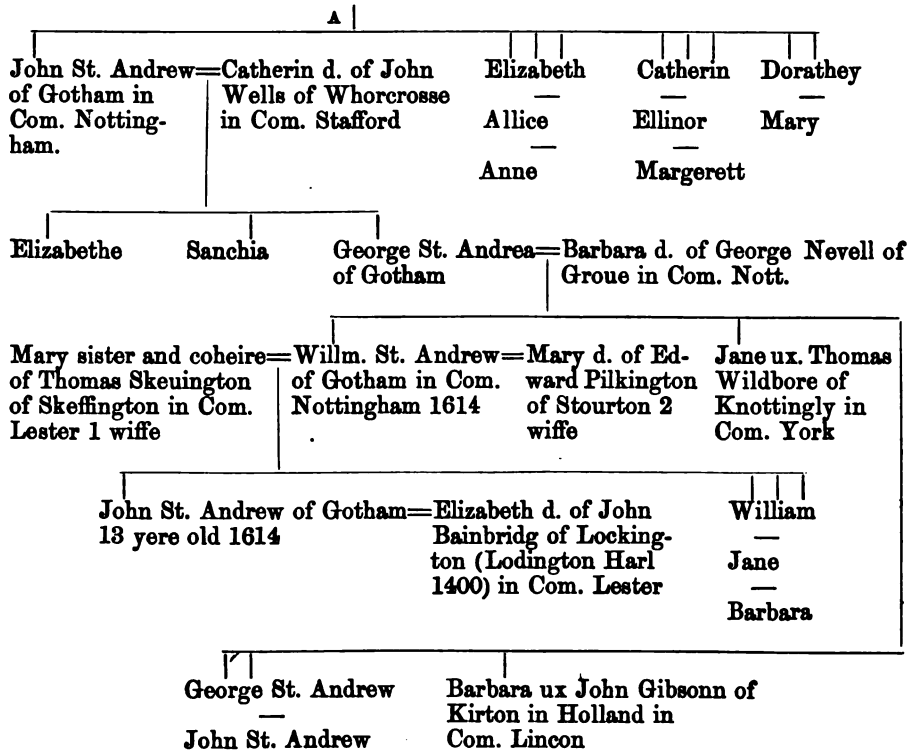 A
John St. Andrew=Catherin d. of John
of Gotham in Wells of Whorcrosse
Com. Notting- in Com. Stafford
ham.
Elizabeth
—
Allice
—
Anne
Catherin
—
Ellinor
—
Margerett
Dorathey
—
Mary
Elizabethe
Sanchia
George St. Andrea=Barbara d. of George Nevell of
of Gotham Groue in Com. Nott.
Mary sister and coheire=Willm. St. Andrew=Mary d. of Ed-
of Thomas Skeuington of Gotham in Com. ward Pilkington
of Skeffington in Com. Nottingham 1614 of Stourton 2
Lester 1 wiffe wiffe
Jane ux. Thomas
Wildbore of
Knottingly in
Com. York
John St. Andrew of Gotham=Elizabeth d. of John
13 yere old 1614 Bainbridg of Locking-
ton (Lodington Harl
1400) in Com. Lester
William
—
Jane
—
Barbara
George St. Andrew
—
John St. Andrew
Barbara ux John Gibsonn of
Kirton in Holland in
Com. Lincon